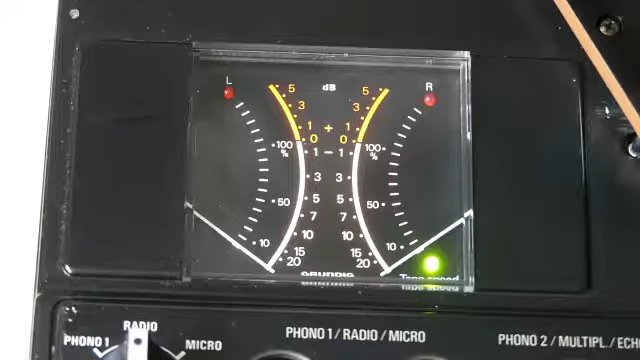 L dB R
5 5
3 3
1 + 1
0 0
100 % 1 - 1 100 %
3 3
50 5 5 50
7 7
10 10 10 10
15 15
20 20
GRUNDIG
Tape speed
PHONO 1 RADIO MICRO
PHONO 1 / RADIO / MICRO
PHONO 2 / MULTIPL. / ECH